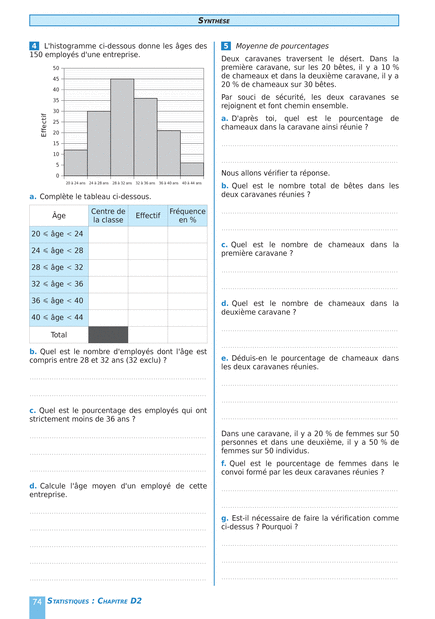 SYNTHÈSE
4 L'histogramme ci-dessous donne les âges des
150 employés d'une entreprise.
50
45
40
35
30
25
20
15
10
5
0
Effectif
20 à 24 ans 24 à 28 ans 28 à 32 ans 32 à 36 ans 36 à 40 ans 40 à 44 ans
a. Complète le tableau ci-dessous.
Âge Centre de la classe Effectif Fréquence en %
20 ⩽ âge < 24
24 ⩽ âge < 28
28 ⩽ âge < 32
32 ⩽ âge < 36
36 ⩽ âge < 40
40 ⩽ âge < 44
Total
b. Quel est le nombre d'employés dont l'âge est
compris entre 28 et 32 ans (32 exclu) ?
c. Quel est le pourcentage des employés qui ont
strictement moins de 36 ans ?
d. Calcule l'âge moyen d'un employé de cette
entreprise.
5 Moyenne de pourcentages
Deux caravanes traversent le désert. Dans la
première caravane, sur les 20 bêtes, il y a 10 %
de chameaux et dans la deuxième caravane, il y a
20 % de chameaux sur 30 bêtes.
Par souci de sécurité, les deux caravanes se
rejoignent et font chemin ensemble.
a. D'après toi, quel est le pourcentage de
chameaux dans la caravane ainsi réunie ?
Nous allons vérifier ta réponse.
b. Quel est le nombre total de bêtes dans les
deux caravanes réunies ?
c. Quel est le nombre de chameaux dans la
première caravane ?
d. Quel est le nombre de chameaux dans la
deuxième caravane ?
e. Déduis-en le pourcentage de chameaux dans
les deux caravanes réunies.
Dans une caravane, il y a 20 % de femmes sur 50
personnes et dans une deuxième, il y a 50 % de
femmes sur 50 individus.
f. Quel est le pourcentage de femmes dans le
convoi formé par les deux caravanes réunies ?
g. Est-il nécessaire de faire la vérification comme
ci-dessus ? Pourquoi ?
74 STATISTIQUES : CHAPITRE D2